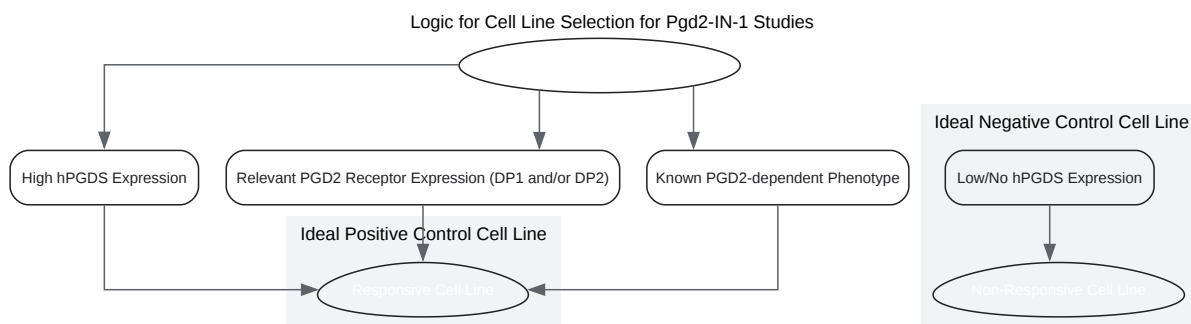 Logic for Cell Line Selection for Pgd2-IN-1 Studies
Ideal Negative Control Cell Line
High hPGDS Expression
Relevant PGD2 Receptor Expression (DP1 and/or DP2)
Known PGD2-dependent Phenotype
Low/No hPGDS Expression
Ideal Positive Control Cell Line
Responsive Cell Line
Non-Responsive Cell Line